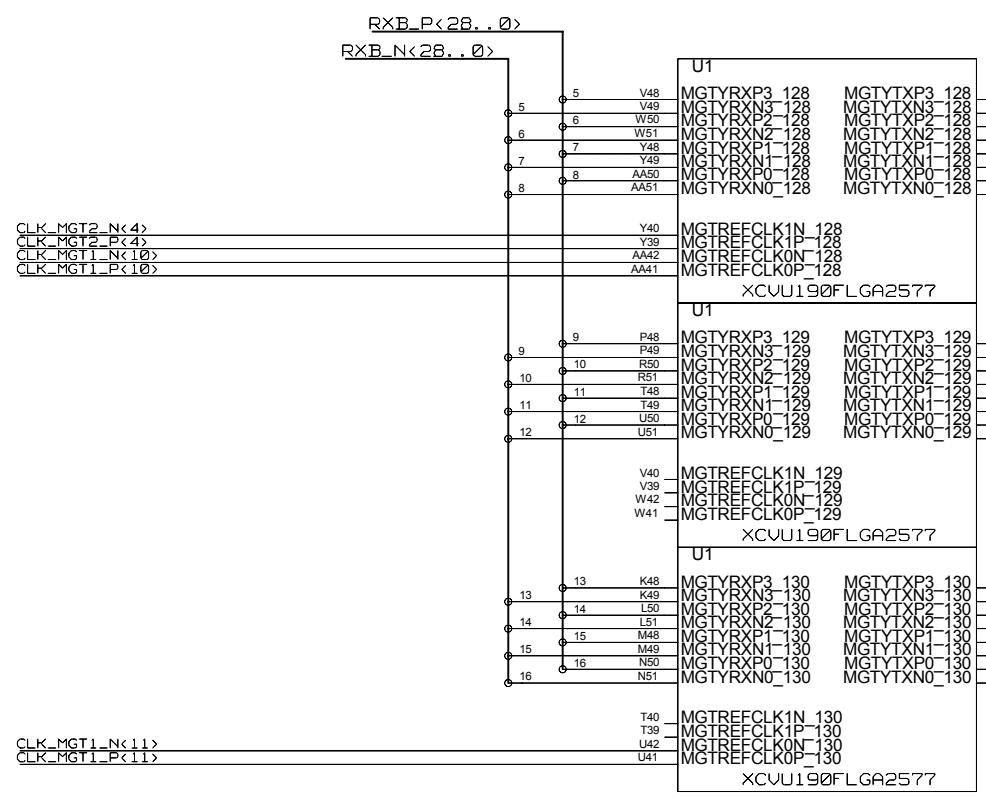 RXB_P<28..0>
RXB_N<28..0>
U1
5 V48 MGTYRXP3_128 MGTYTXP3_128
5 V49 MGTYRXN3_128 MGTYTXN3_128
6 W50 MGTYRXP2_128 MGTYTXP2_128
6 W51 MGTYRXN2_128 MGTYTXN2_128
7 Y48 MGTYRXP1_128 MGTYTXP1_128
7 Y49 MGTYRXN1_128 MGTYTXN1_128
8 AA50 MGTYRXP0_128 MGTYTXP0_128
8 AA51 MGTYRXN0_128 MGTYTXN0_128
CLK_MGT2_N<4> Y40 MGTREFCLK1N_128
CLK_MGT2_P<4> Y39 MGTREFCLK1P_128
CLK_MGT1_N<10> AA42 MGTREFCLK0N_128
CLK_MGT1_P<10> AA41 MGTREFCLK0P_128
XCVU190FLGA2577
U1
9 P48 MGTYRXP3_129 MGTYTXP3_129
9 P49 MGTYRXN3_129 MGTYTXN3_129
10 R50 MGTYRXP2_129 MGTYTXP2_129
10 R51 MGTYRXN2_129 MGTYTXN2_129
11 T48 MGTYRXP1_129 MGTYTXP1_129
11 T49 MGTYRXN1_129 MGTYTXN1_129
12 U50 MGTYRXP0_129 MGTYTXP0_129
12 U51 MGTYRXN0_129 MGTYTXN0_129
V40 MGTREFCLK1N_129
V39 MGTREFCLK1P_129
W42 MGTREFCLK0N_129
W41 MGTREFCLK0P_129
XCVU190FLGA2577
U1
13 K48 MGTYRXP3_130 MGTYTXP3_130
13 K49 MGTYRXN3_130 MGTYTXN3_130
14 L50 MGTYRXP2_130 MGTYTXP2_130
14 L51 MGTYRXN2_130 MGTYTXN2_130
15 M48 MGTYRXP1_130 MGTYTXP1_130
15 M49 MGTYRXN1_130 MGTYTXN1_130
16 N50 MGTYRXP0_130 MGTYTXP0_130
16 N51 MGTYRXN0_130 MGTYTXN0_130
T40 MGTREFCLK1N_130
T39 MGTREFCLK1P_130
CLK_MGT1_N<11> U42 MGTREFCLK0N_130
CLK_MGT1_P<11> U41 MGTREFCLK0P_130
XCVU190FLGA2577